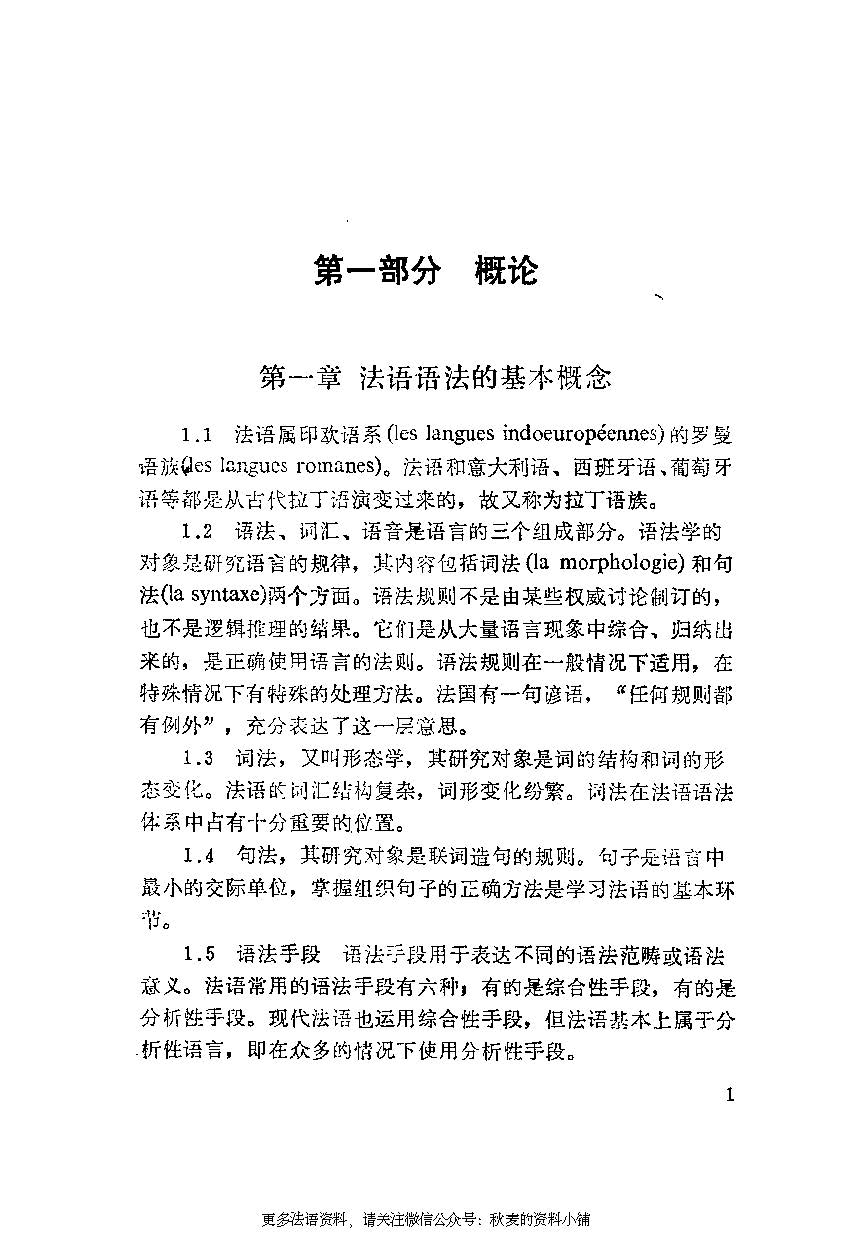 第一部分　概论
第一章 法语语法的基本概念
1.1　法语属印欧语系(les langues indoeuropéennes)的罗曼
语族(les langues romanes)。法语和意大利语、西班牙语、葡萄牙
语等都是从古代拉丁语演变过来的，故又称为拉丁语族。
1.2　语法、词汇、语音是语言的三个组成部分。语法学的
对象是研究语言的规律，其内容包括词法(la morphologie)和句
法(la syntaxe)两个方面。语法规则不是由某些权威讨论制订的，
也不是逻辑推理的结果。它们是从大量语言现象中综合、归纳出
来的，是正确使用语言的法则。语法规则在一般情况下适用，在
特殊情况下有特殊的处理方法。法国有一句谚语，“任何规则都
有例外”，充分表达了这一层意思。
1.3　词法，又叫形态学，其研究对象是词的结构和词的形
态变化。法语的词汇结构复杂，词形变化纷繁。词法在法语语法
体系中占有十分重要的位置。
1.4　句法，其研究对象是联词造句的规则。句子是语言中
最小的交际单位，掌握组织句子的正确方法是学习法语的基本环
节。
1.5　语法手段　语法手段用于表达不同的语法范畴或语法
意义。法语常用的语法手段有六种；有的是综合性手段，有的是
分析性手段。现代法语也运用综合性手段，但法语基本上属于分
析性语言，即在众多的情况下使用分析性手段。
1
更多法语资料，请关注微信公众号：秋麦的资料小铺